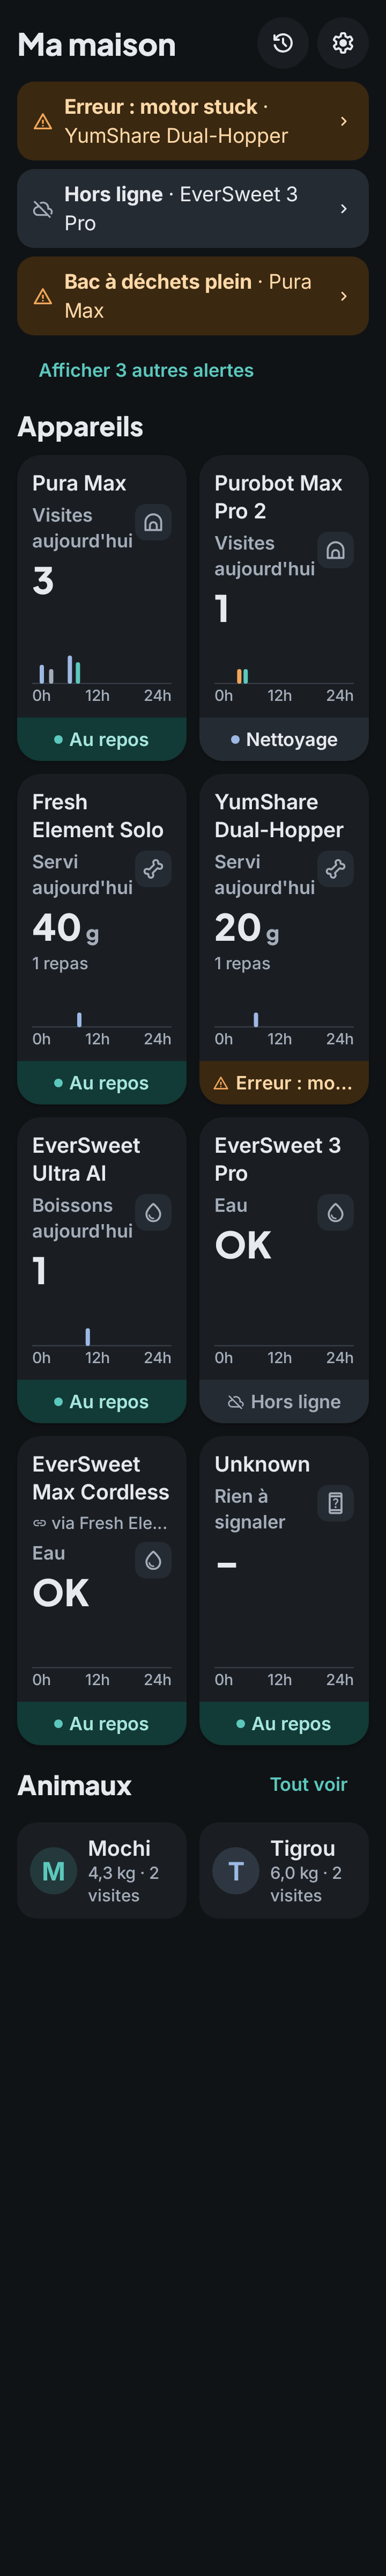 Ma maison
Erreur : motor stuck ·
YumShare Dual-Hopper
Hors ligne · EverSweet 3
Pro
Bac à déchets plein · Pura
Max
Afficher 3 autres alertes
Appareils
Pura Max
Visites
aujourd'hui
3
0h 12h 24h
Au repos
Purobot Max
Pro 2
Visites
aujourd'hui
1
0h 12h 24h
Nettoyage
Fresh
Element Solo
Servi
aujourd'hui
40 g
1 repas
0h 12h 24h
Au repos
YumShare
Dual-Hopper
Servi
aujourd'hui
20 g
1 repas
0h 12h 24h
Erreur : mo...
EverSweet
Ultra AI
Boissons
aujourd'hui
1
0h 12h 24h
Au repos
EverSweet 3
Pro
Eau
OK
0h 12h 24h
Hors ligne
EverSweet
Max Cordless
via Fresh Ele...
Eau
OK
0h 12h 24h
Au repos
Unknown
Rien à
signaler
–
0h 12h 24h
Au repos
Animaux
Tout voir
M
Mochi
4,3 kg · 2
visites
T
Tigrou
6,0 kg · 2
visites